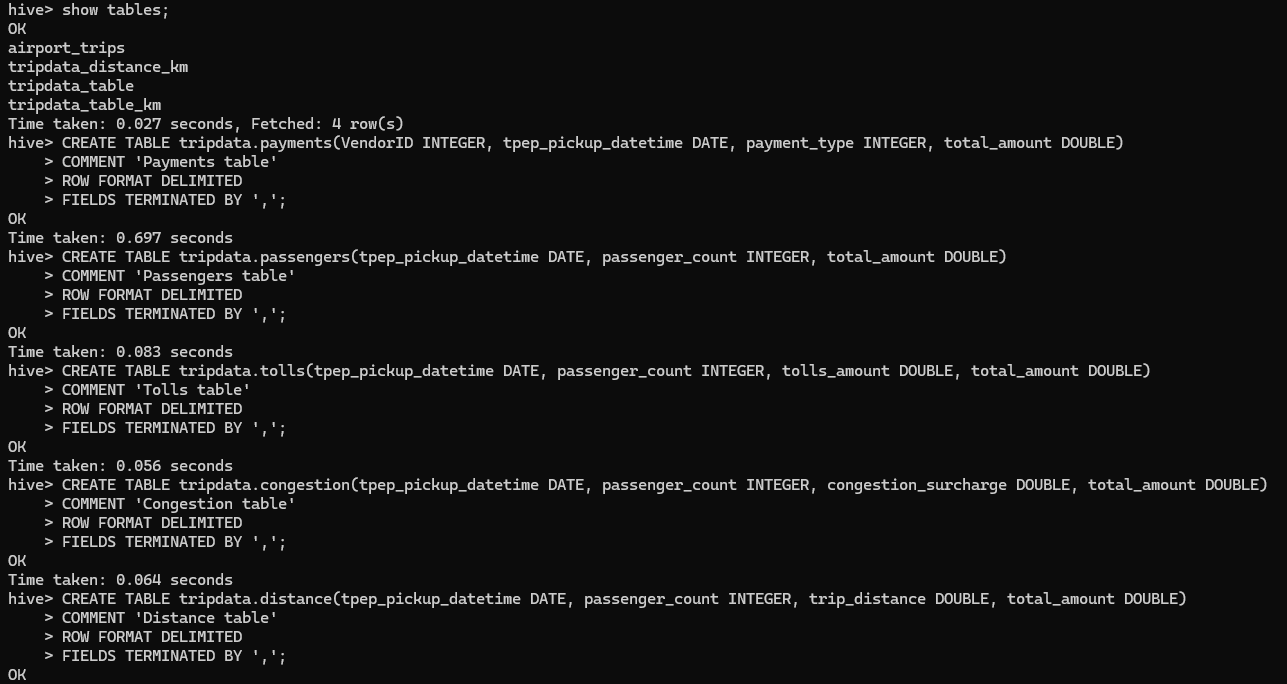 hive> show tables;
OK
airport_trips
tripdata_distance_km
tripdata_table
tripdata_table_km
Time taken: 0.027 seconds, Fetched: 4 row(s)
hive> CREATE TABLE tripdata.payments(VendorID INTEGER, tpep_pickup_datetime DATE, payment_type INTEGER, total_amount DOUBLE)
    > COMMENT 'Payments table'
    > ROW FORMAT DELIMITED
    > FIELDS TERMINATED BY ',';
OK
Time taken: 0.697 seconds
hive> CREATE TABLE tripdata.passengers(tpep_pickup_datetime DATE, passenger_count INTEGER, total_amount DOUBLE)
    > COMMENT 'Passengers table'
    > ROW FORMAT DELIMITED
    > FIELDS TERMINATED BY ',';
OK
Time taken: 0.083 seconds
hive> CREATE TABLE tripdata.tolls(tpep_pickup_datetime DATE, passenger_count INTEGER, tolls_amount DOUBLE, total_amount DOUBLE)
    > COMMENT 'Tolls table'
    > ROW FORMAT DELIMITED
    > FIELDS TERMINATED BY ',';
OK
Time taken: 0.056 seconds
hive> CREATE TABLE tripdata.congestion(tpep_pickup_datetime DATE, passenger_count INTEGER, congestion_surcharge DOUBLE, total_amount DOUBLE)
    > COMMENT 'Congestion table'
    > ROW FORMAT DELIMITED
    > FIELDS TERMINATED BY ',';
OK
Time taken: 0.064 seconds
hive> CREATE TABLE tripdata.distance(tpep_pickup_datetime DATE, passenger_count INTEGER, trip_distance DOUBLE, total_amount DOUBLE)
    > COMMENT 'Distance table'
    > ROW FORMAT DELIMITED
    > FIELDS TERMINATED BY ',';
OK